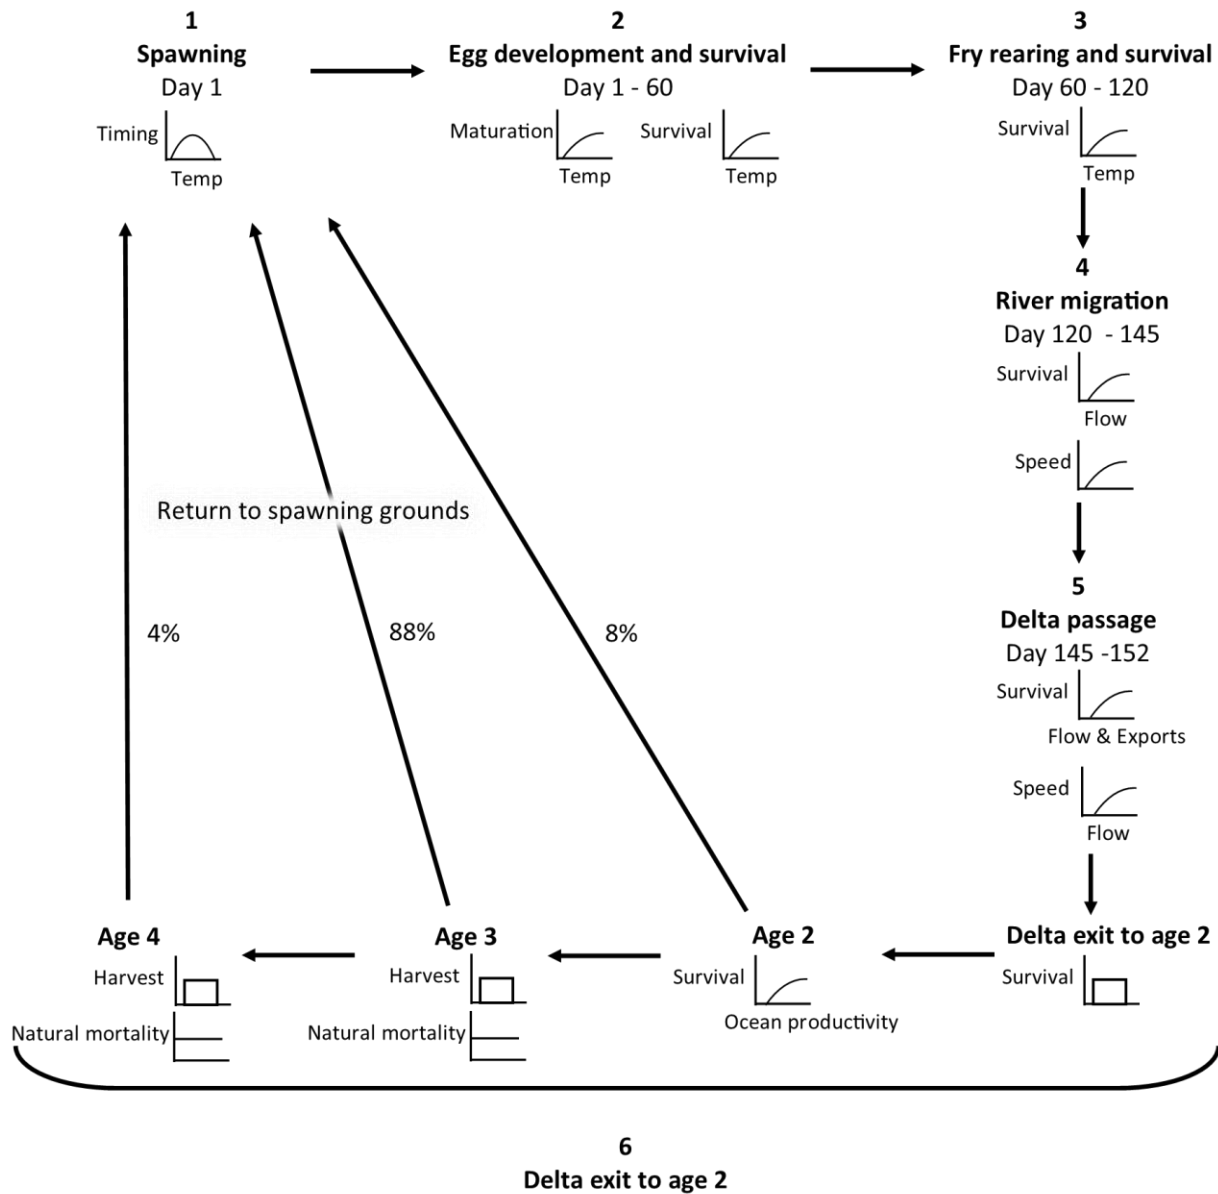 1
Spawning
Day 1
Timing
Temp
2
Egg development and survival
Day 1 - 60
Maturation
Temp
Survival
Temp
3
Fry rearing and survival
Day 60 - 120
Survival
Temp
4
River migration
Day 120 - 145
Survival
Flow
Speed
5
Delta passage
Day 145 -152
Survival
Flow & Exports
Speed
Flow
Return to spawning grounds
4%
88%
8%
Age 4
Harvest
Natural mortality
Age 3
Harvest
Natural mortality
Age 2
Survival
Ocean productivity
Delta exit to age 2
Survival
6
Delta exit to age 2